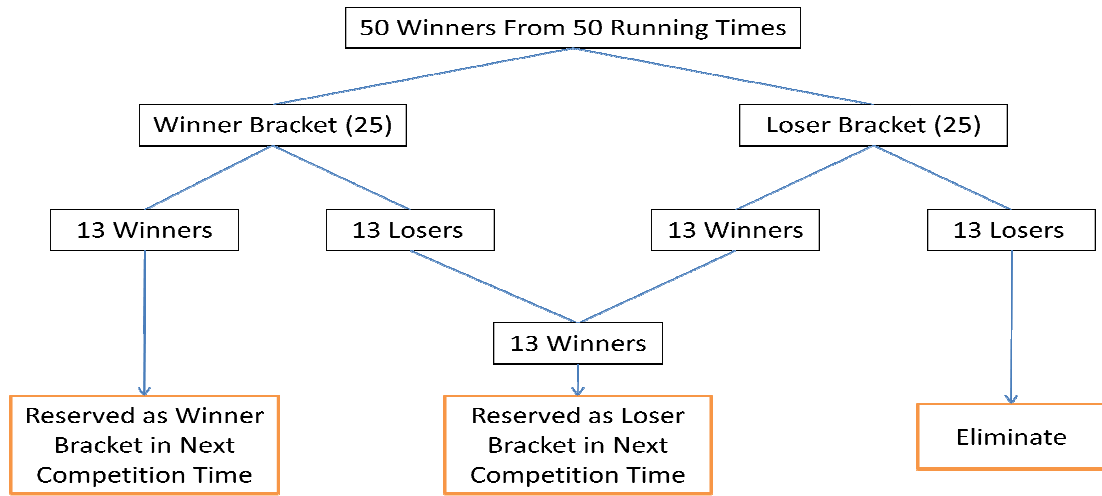 50 Winners From 50 Running Times
Winner Bracket (25)
Loser Bracket (25)
13 Winners
13 Losers
13 Winners
13 Losers
13 Winners
Reserved as Winner
Bracket in Next
Competition Time
Reserved as Loser
Bracket in Next
Competition Time
Eliminate